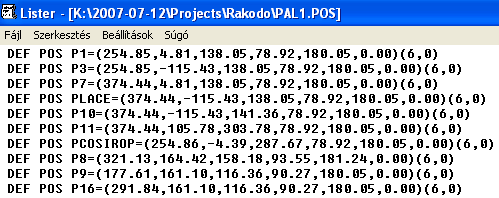 Lister - [K:\2007-07-12\Projects\Rakodo\PAL1.POS]
Fájl Szerkesztés Beállítások Súgó
DEF POS P1=(254.85,4.81,138.05,78.92,180.05,0.00)(6,0)
DEF POS P3=(254.85,-115.43,138.05,78.92,180.05,0.00)(6,0)
DEF POS P7=(374.44,4.81,138.05,78.92,180.05,0.00)(6,0)
DEF POS PLACE=(374.44,-115.43,138.05,78.92,180.05,0.00)(6,0)
DEF POS P10=(374.44,-115.43,141.36,78.92,180.05,0.00)(6,0)
DEF POS P11=(374.44,105.78,303.78,78.92,180.05,0.00)(6,0)
DEF POS PCOSIROP=(254.86,-4.39,287.67,78.92,180.05,0.00)(6,0)
DEF POS P8=(321.13,164.42,158.18,93.55,181.24,0.00)(6,0)
DEF POS P9=(177.61,161.10,116.36,90.27,180.05,0.00)(6,0)
DEF POS P16=(291.84,161.10,116.36,90.27,180.05,0.00)(6,0)